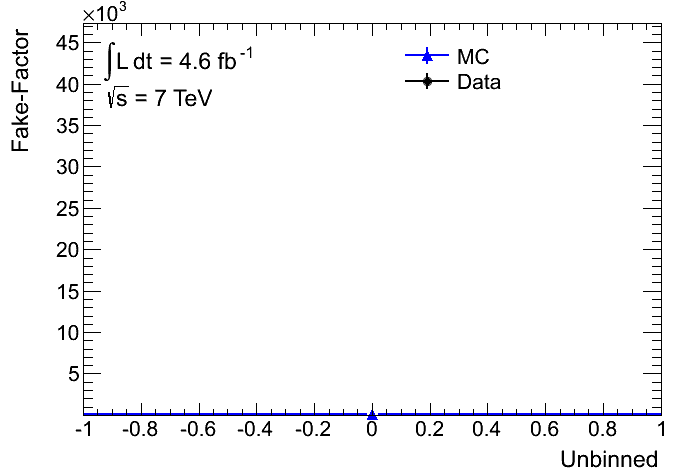 ×10³
Fake-Factor
45
40
35
30
25
20
15
10
5
∫L dt = 4.6 fb⁻¹
√s = 7 TeV
MC
Data
-1 -0.8 -0.6 -0.4 -0.2 0 0.2 0.4 0.6 0.8 1
Unbinned